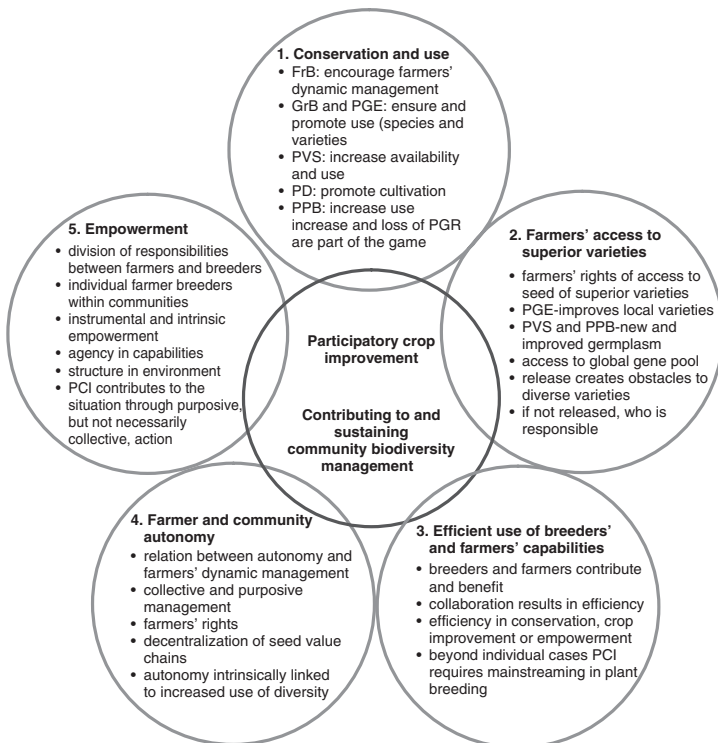 1. Conservation and use
• FrB: encourage farmers'
dynamic management
• GrB and PGE: ensure and
promote use (species and
varieties
• PVS: increase availability
and use
• PD: promote cultivation
• PPB: increase use
increase and loss of PGR
are part of the game
2. Farmers' access to
superior varieties
• farmers' rights of access to
seed of superior varieties
• PGE-improves local varieties
• PVS and PPB-new and
improved germplasm
• access to global gene pool
• release creates obstacles to
diverse varieties
• if not released, who is
responsible
3. Efficient use of breeders'
and farmers' capabilities
• breeders and farmers contribute
and benefit
• collaboration results in efficiency
• efficiency in conservation, crop
improvement or empowerment
• beyond individual cases PCI
requires mainstreaming in plant
breeding
4. Farmer and community
autonomy
• relation between autonomy and
farmers' dynamic management
• collective and purposive
management
• farmers' rights
• decentralization of seed value
chains
• autonomy intrinsically linked
to increased use of diversity
5. Empowerment
• division of responsibilities
between farmers and breeders
• individual farmer breeders
within communities
• instrumental and intrinsic
empowerment
• agency in capabilities
• structure in environment
• PCI contributes to the
situation through purposive,
but not necessarily
collective, action
Participatory crop
improvement
Contributing to and
sustaining
community biodiversity
management